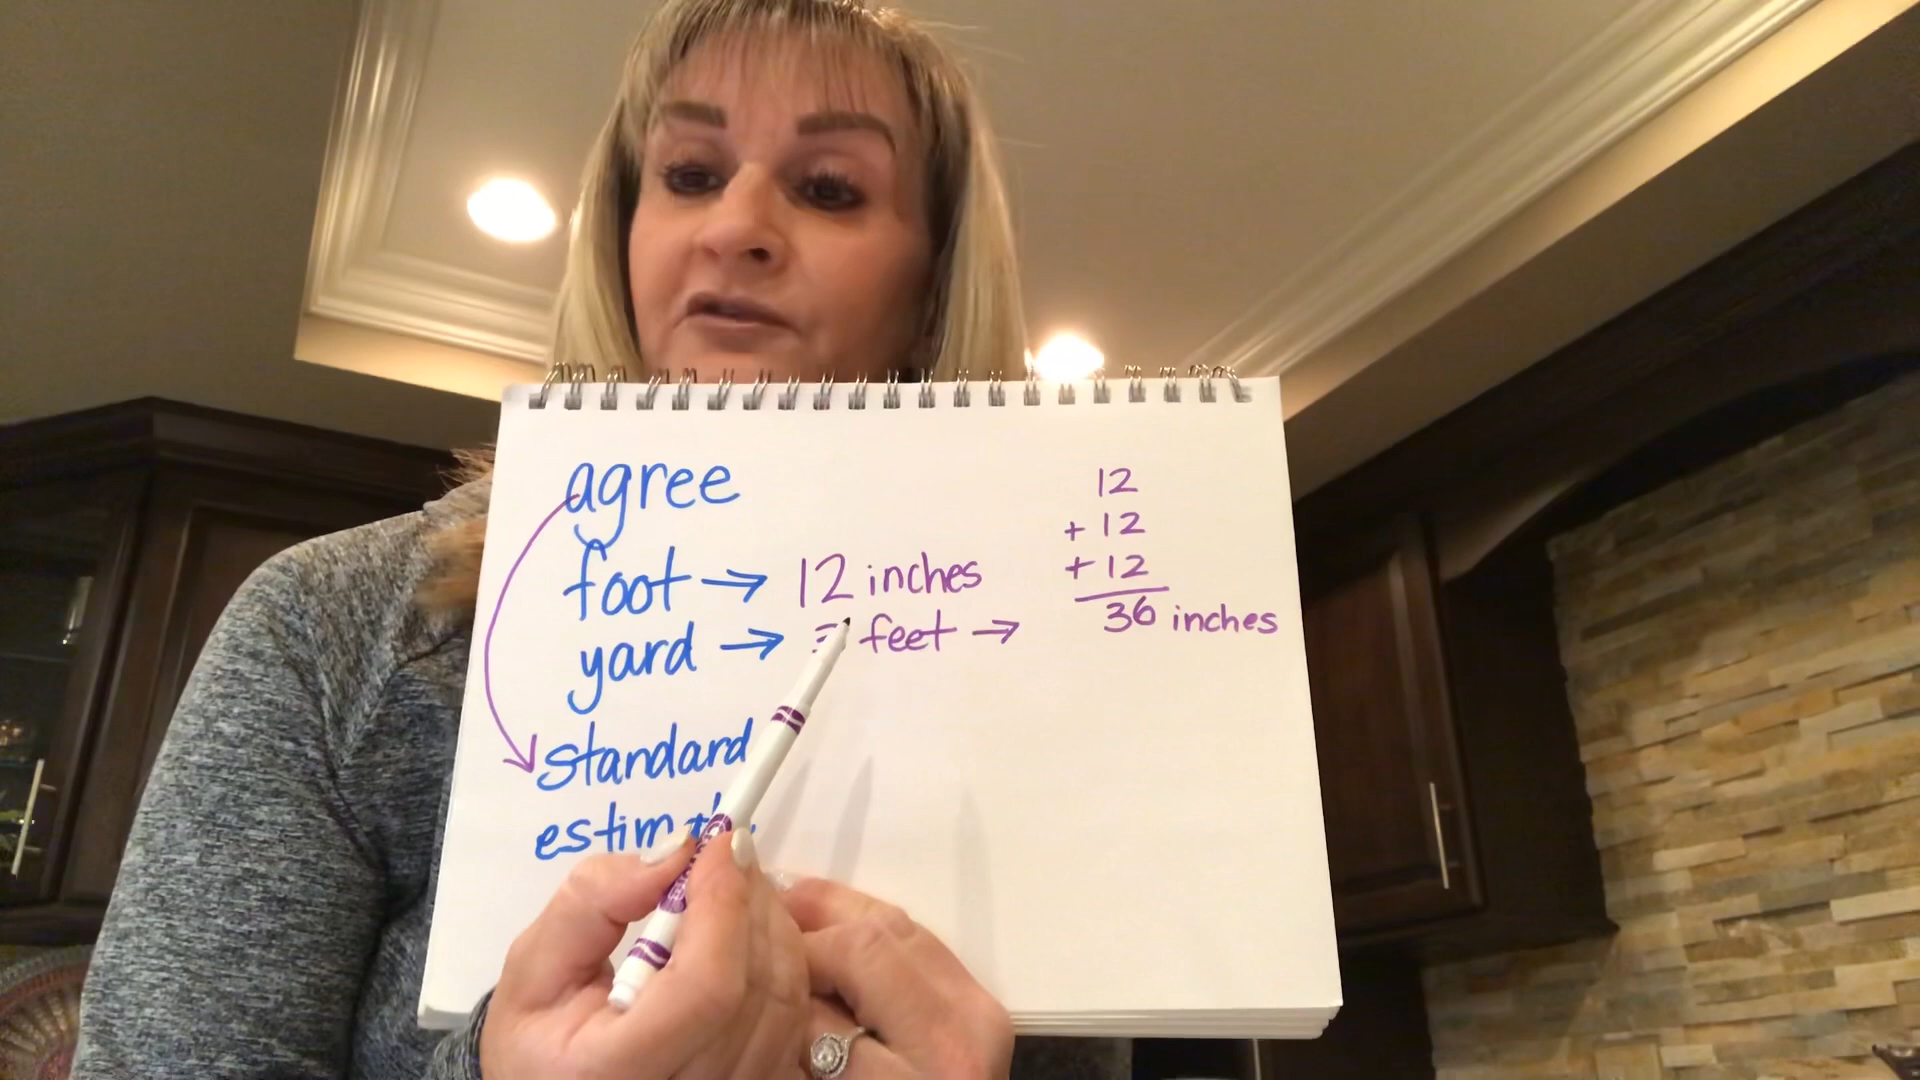 agree
foot → 12 inches
yard → feet →
standard
12
+ 12
+ 12
36 inches